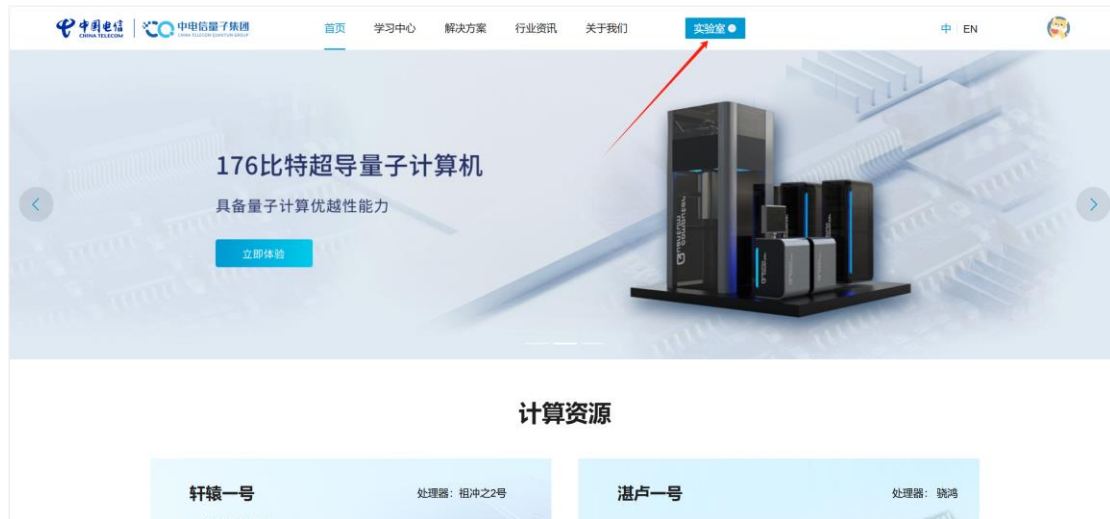 中国电信 中电信量子集团 首页 学习中心 解决方案 行业资讯 关于我们 实验室 中 EN
CHINA TELECOM CHINA TELECOM QUANTUM GROUP
176比特超导量子计算机
具备量子计算优越性能力
立即体验
计算资源
轩辕一号 处理器：祖冲之2号 湛卢一号 处理器： 骁鸿